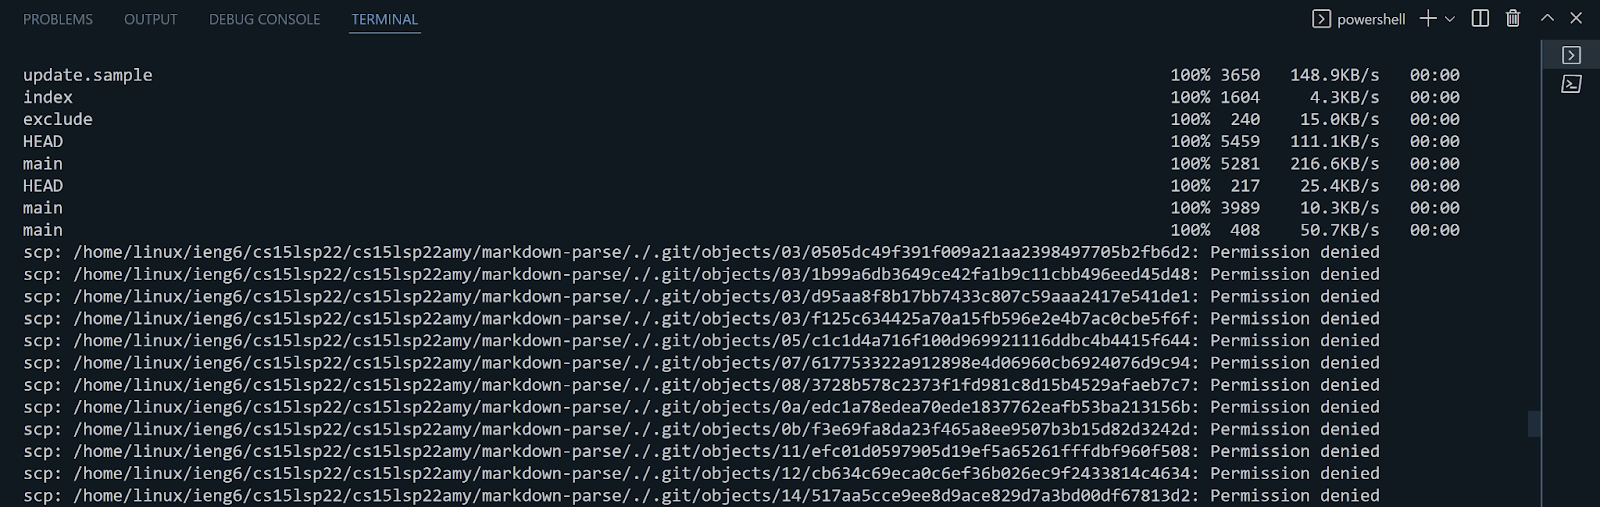 PROBLEMS OUTPUT DEBUG CONSOLE TERMINAL powershell
update.sample 100% 3650 148.9KB/s 00:00
index 100% 1604 4.3KB/s 00:00
exclude 100% 240 15.0KB/s 00:00
HEAD 100% 5459 111.1KB/s 00:00
main 100% 5281 216.6KB/s 00:00
HEAD 100% 217 25.4KB/s 00:00
main 100% 3989 10.3KB/s 00:00
main 100% 408 50.7KB/s 00:00
scp: /home/linux/ieng6/cs15lsp22/cs15lsp22amy/markdown-parse/./.git/objects/03/0505dc49f391f009a21aa2398497705b2fb6d2: Permission denied
scp: /home/linux/ieng6/cs15lsp22/cs15lsp22amy/markdown-parse/./.git/objects/03/1b99a6db3649ce42fa1b9c11cbb496eed45d48: Permission denied
scp: /home/linux/ieng6/cs15lsp22/cs15lsp22amy/markdown-parse/./.git/objects/03/d95aa8f8b17bb7433c807c59aaa2417e541de1: Permission denied
scp: /home/linux/ieng6/cs15lsp22/cs15lsp22amy/markdown-parse/./.git/objects/03/f125c634425a70a15fb596e2e4b7ac0cbe5f6f: Permission denied
scp: /home/linux/ieng6/cs15lsp22/cs15lsp22amy/markdown-parse/./.git/objects/05/c1c1d4a716f100d969921116ddbc4b4415f644: Permission denied
scp: /home/linux/ieng6/cs15lsp22/cs15lsp22amy/markdown-parse/./.git/objects/07/617753322a912898e4d06960cb6924076d9c94: Permission denied
scp: /home/linux/ieng6/cs15lsp22/cs15lsp22amy/markdown-parse/./.git/objects/08/3728b578c2373f1fd981c8d15b4529afaeb7c7: Permission denied
scp: /home/linux/ieng6/cs15lsp22/cs15lsp22amy/markdown-parse/./.git/objects/0a/edc1a78edea70ede1837762eafb53ba213156b: Permission denied
scp: /home/linux/ieng6/cs15lsp22/cs15lsp22amy/markdown-parse/./.git/objects/0b/f3e69fa8da23f465a8ee9507b3b15d82d3242d: Permission denied
scp: /home/linux/ieng6/cs15lsp22/cs15lsp22amy/markdown-parse/./.git/objects/11/efc01d0597905d19ef5a65261fffdbf960f508: Permission denied
scp: /home/linux/ieng6/cs15lsp22/cs15lsp22amy/markdown-parse/./.git/objects/12/cb634c69eca0c6ef36b026ec9f2433814c4634: Permission denied
scp: /home/linux/ieng6/cs15lsp22/cs15lsp22amy/markdown-parse/./.git/objects/14/517aa5cce9ee8d9ace829d7a3bd00df67813d2: Permission denied